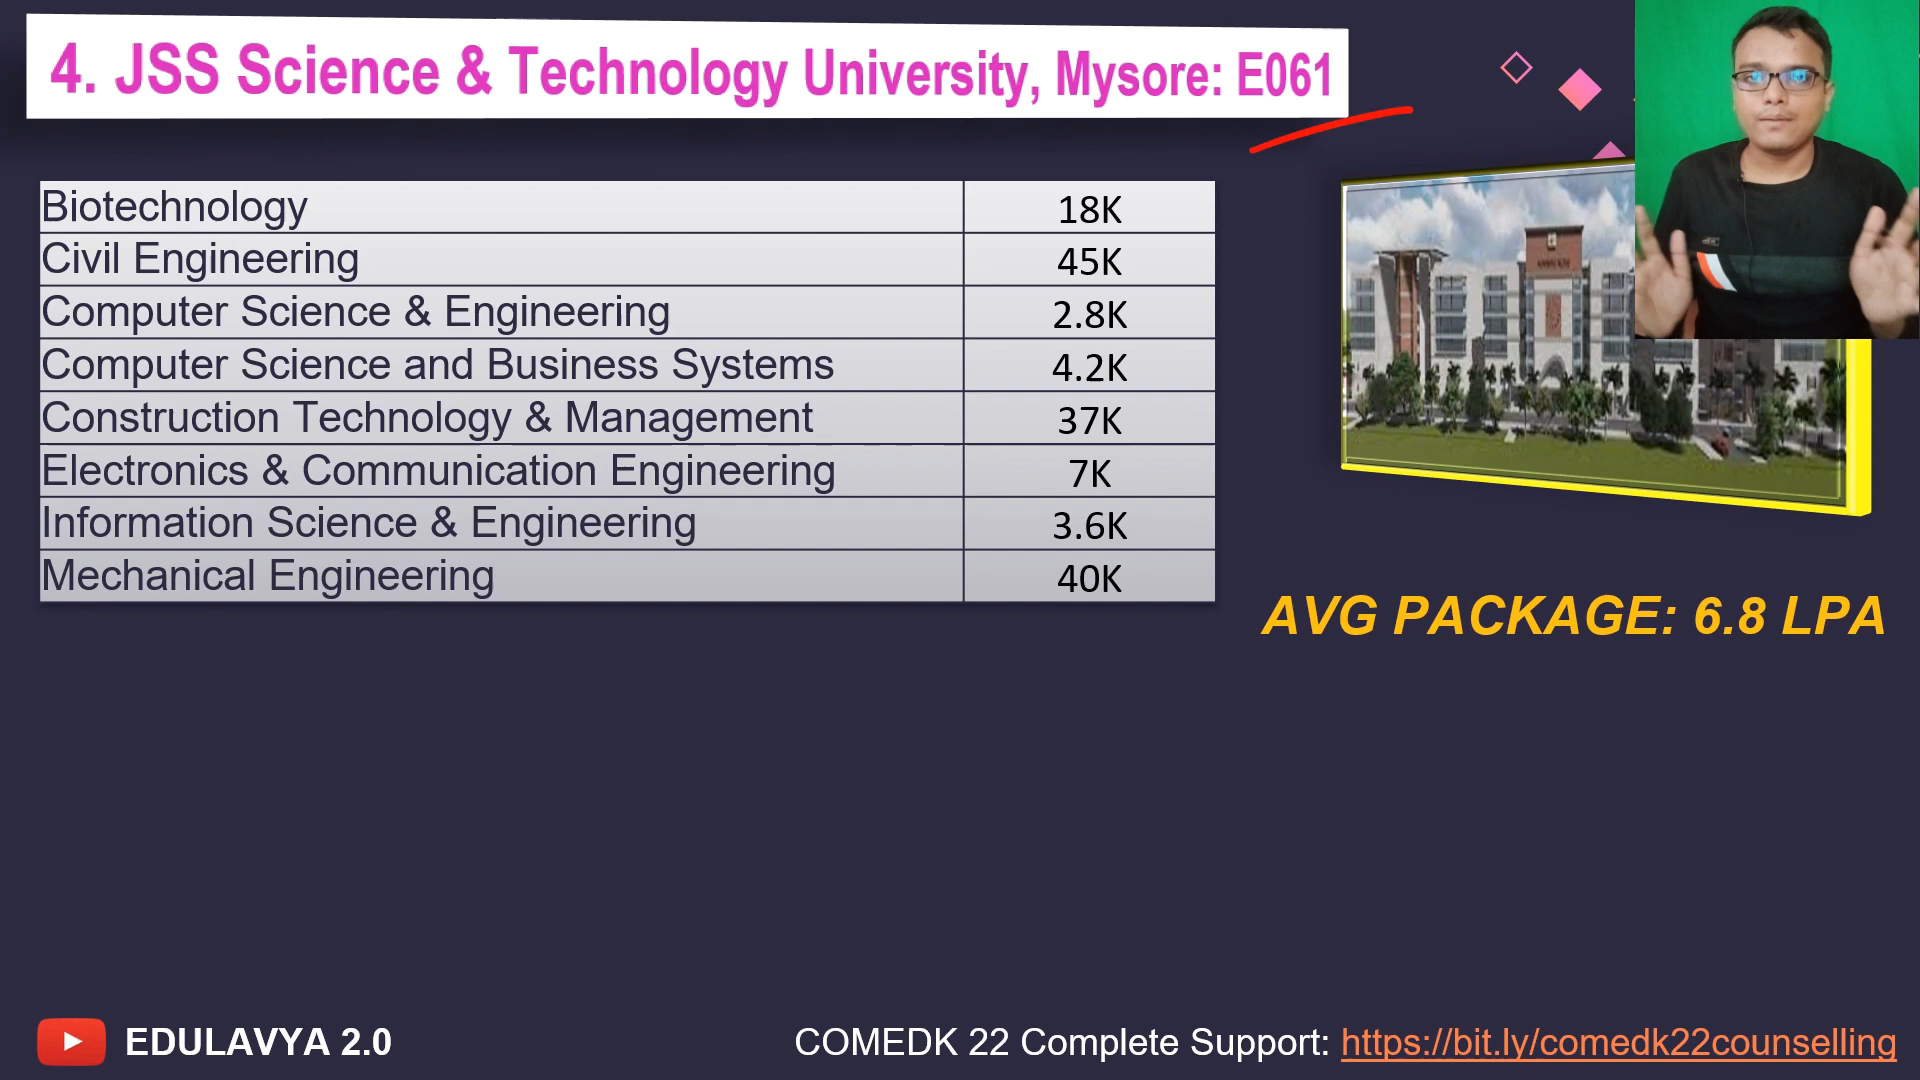 4. JSS Science & Technology University, Mysore: E061
Biotechnology 18K
Civil Engineering 45K
Computer Science & Engineering 2.8K
Computer Science and Business Systems 4.2K
Construction Technology & Management 37K
Electronics & Communication Engineering 7K
Information Science & Engineering 3.6K
Mechanical Engineering 40K
AVG PACKAGE: 6.8 LPA
EDULAVYA 2.0
COMEDK 22 Complete Support: https://bit.ly/comedk22counselling